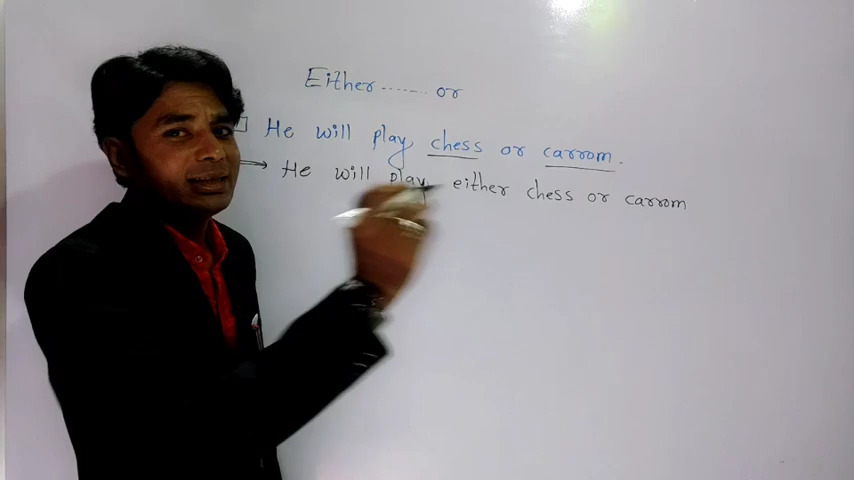 Either ...... or
He will play chess or carrom.
He will play either chess or carrom